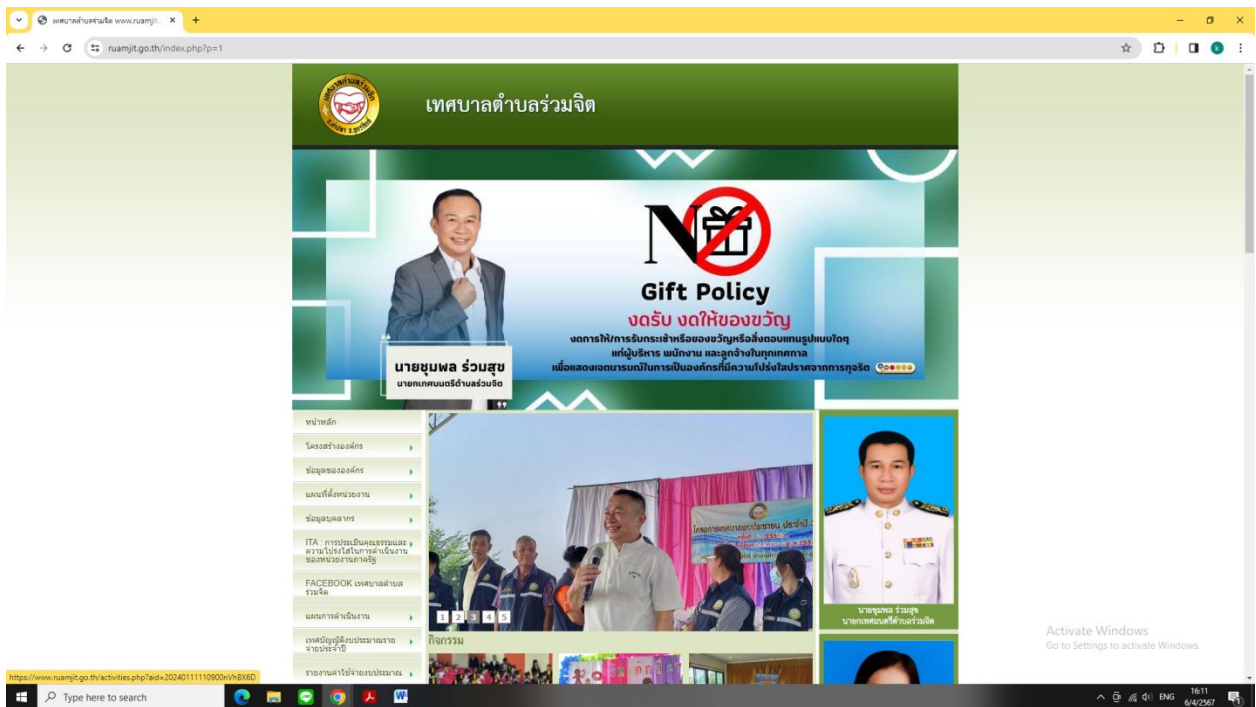 เทศบาลตำบลร่วมจิต www.ruamjit.
ruamjit.go.th/index.php?p=1
เทศบาลตำบลร่วมจิต
เทศบาลตำบลร่วมจิต
N
Gift Policy
งดรับ งดให้ของขวัญ
งดการให้/การรับกระเช้าหรือของขวัญหรือสิ่งตอบแทนรูปแบบใดๆ
แก่ผู้บริหาร พนักงาน และลูกจ้างในทุกเทศกาล
เพื่อแสดงเจตนารมณ์ในการเป็นองค์กรที่มีความโปร่งใสปราศจากการทุจริต
นายชุมพล ร่วมสุข
นายกเทศมนตรีตำบลร่วมจิต
หน้าหลัก
โครงสร้างองค์กร
ข้อมูลขององค์กร
แผนที่ตั้งหน่วยงาน
ข้อมูลบุคลากร
ITA : การประเมินคุณธรรมและ
ความโปร่งใสในการดำเนินงาน
ของหน่วยงานภาครัฐ
FACEBOOK เทศบาลตำบล
ร่วมจิต
แผนการดำเนินงาน
เทศบัญญัติงบประมาณราย
จ่ายประจำปี
รายงานค่าใช้จ่ายงบประมาณ
1 2 3 4 5
กิจกรรม
นายชุมพล ร่วมสุข
นายกเทศมนตรีตำบลร่วมจิต
Activate Windows
Go to Settings to activate Windows.
https://www.ruamjit.go.th/activities.php?aid=20240111110900nVhBX6D
Type here to search
ENG
16:11
6/4/2567